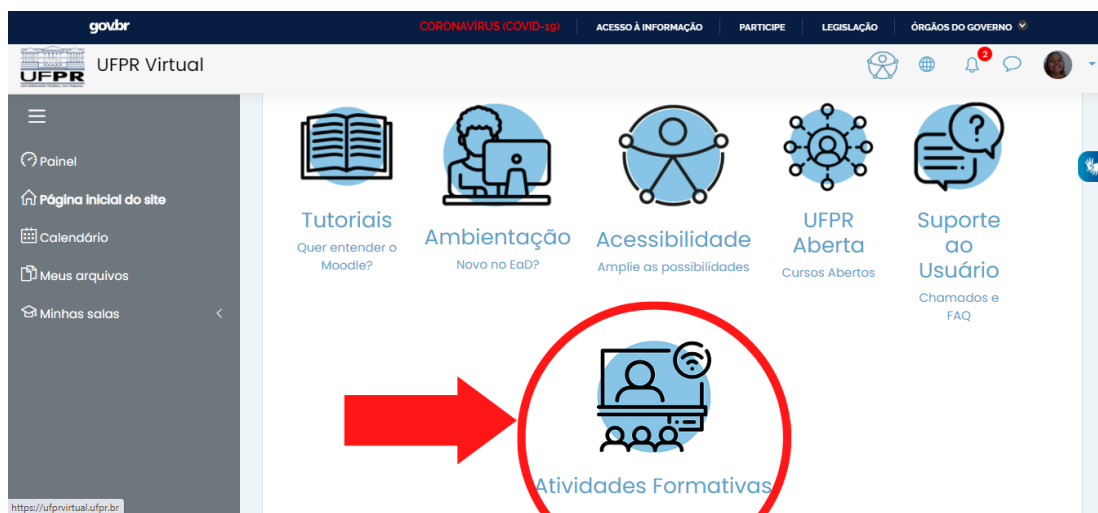 gov.br
CORONAVÍRUS (COVID-19)
ACESSO À INFORMAÇÃO
PARTICIPE
LEGISLAÇÃO
ÓRGÃOS DO GOVERNO
UFPR
UFPR Virtual
2
Painel
Página inicial do site
Calendário
Meus arquivos
Minhas salas
Tutoriais
Quer entender o
Moodle?
Ambientação
Novo no EaD?
Acessibilidade
Amplie as possibilidades
UFPR
Aberta
Cursos Abertos
Suporte
ao
Usuário
Chamados e
FAQ
Atividades Formativas
https://ufprvirtual.ufpr.br